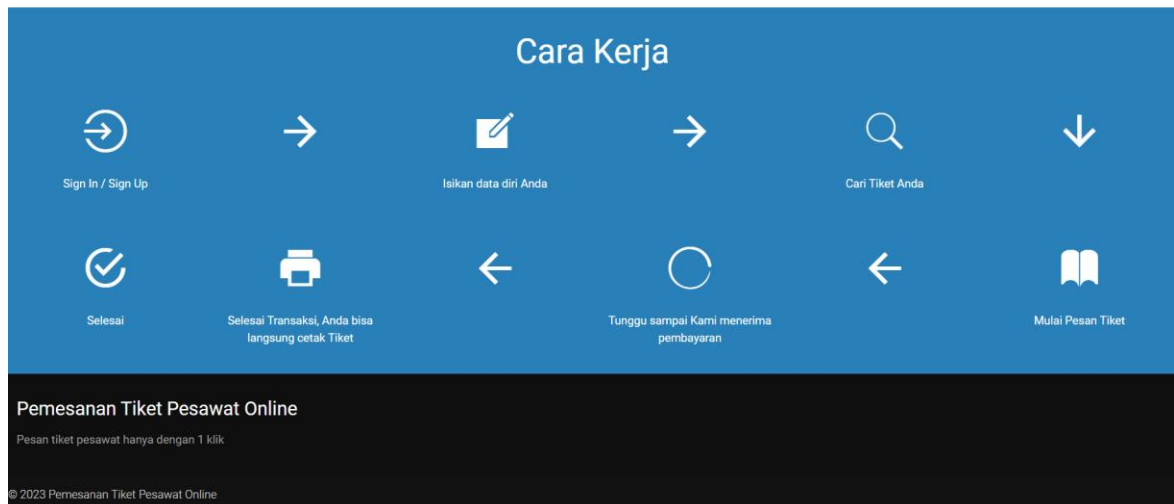 Cara Kerja
Sign In / Sign Up
Isikan data diri Anda
Cari Tiket Anda
Selesai
Selesai Transaksi, Anda bisa
langsung cetak Tiket
Tunggu sampai Kami menerima
pembayaran
Mulai Pesan Tiket
Pemesanan Tiket Pesawat Online
Pesan tiket pesawat hanya dengan 1 klik
© 2023 Pemesanan Tiket Pesawat Online